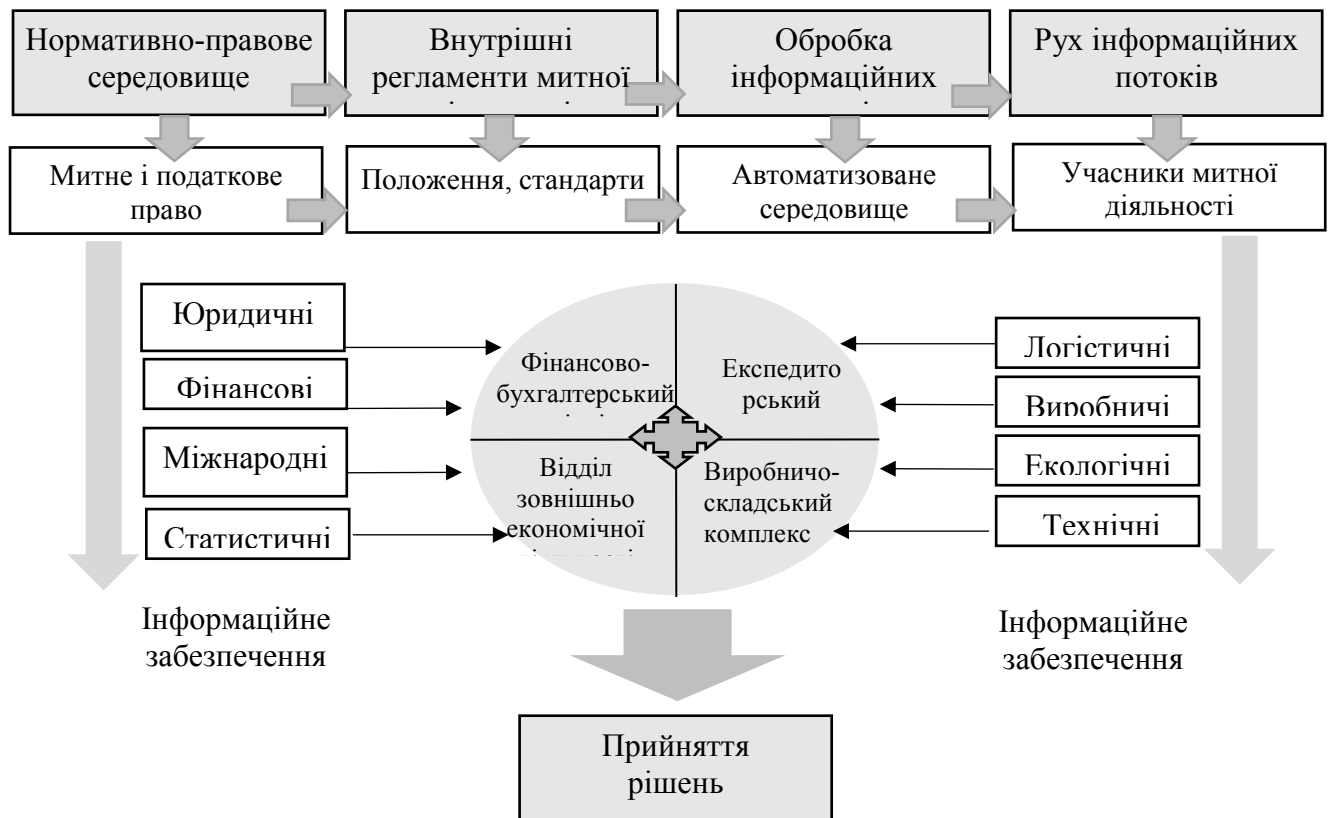 Нормативно-правове
середовище
Внутрішні
регламенти митної
Обробка
інформаційних
Рух інформаційних
потоків
Митне і податкове
право
Положення, стандарти
Автоматизоване
середовище
Учасники митної
діяльності
Юридичні
Фінансові
Міжнародні
Статистичні
Фінансово-
бухгалтерський
Експедито
рський
Відділ
зовнішньо
економічної
Виробничо-
складський
комплекс
Логістичні
Виробничі
Екологічні
Технічні
Інформаційне
забезпечення
Інформаційне
забезпечення
Прийняття
рішень